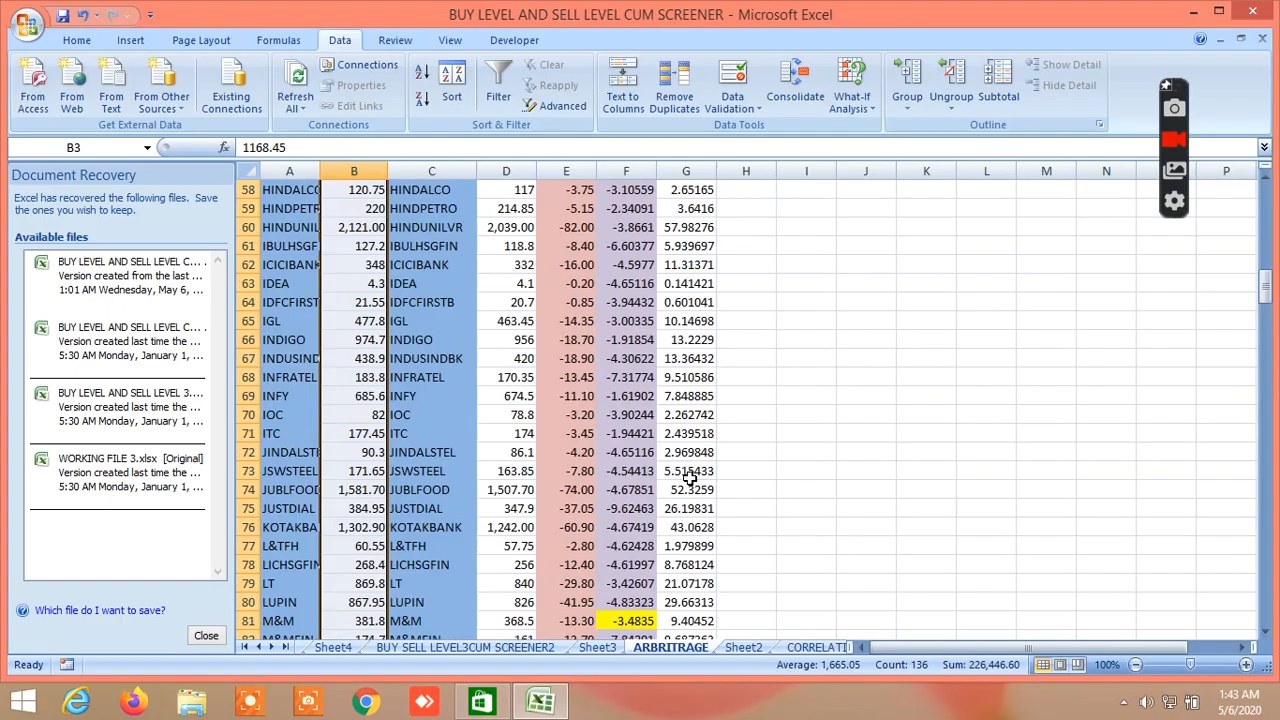 BUY LEVEL AND SELL LEVEL CUM SCREENER - Microsoft Excel
Home Insert Page Layout Formulas Data Review View Developer
From Access
From Web
From Text
From Other Sources
Existing Connections
Get External Data
Refresh All
Connections
Properties
Edit Links
Connections
Sort
Filter
Clear
Reapply
Advanced
Sort & Filter
Text to Columns
Remove Duplicates
Data Validation
Consolidate
What-If Analysis
Data Tools
Group
Ungroup
Subtotal
Show Detail
Hide Detail
Outline
B3 fx 1168.45
Document Recovery
Excel has recovered the following files. Save
the ones you wish to keep.
Available files
BUY LEVEL AND SELL LEVEL C... .
Version created from the last ...
1:01 AM Wednesday, May 6, ...
BUY LEVEL AND SELL LEVEL C... .
Version created last time the ...
5:30 AM Monday, January 1, ...
BUY LEVEL AND SELL LEVEL 3....
Version created last time the ...
5:30 AM Monday, January 1, ...
WORKING FILE 3.xlsx [Original]
Version created last time the ...
5:30 AM Monday, January 1, ...
Which file do I want to save?
Close
A B C D E F G H I J K L M N O P
58 HINDALCO 120.75 HINDALCO 117 -3.75 -3.10559 2.65165
59 HINDPETR 220 HINDPETRO 214.85 -5.15 -2.34091 3.6416
60 HINDUNIL 2,121.00 HINDUNILVR 2,039.00 -82.00 -3.8661 57.98276
61 IBULHSGF 127.2 IBULHSGFIN 118.8 -8.40 -6.60377 5.939697
62 ICICIBANK 348 ICICIBANK 332 -16.00 -4.5977 11.31371
63 IDEA 4.3 IDEA 4.1 -0.20 -4.65116 0.141421
64 IDFCFIRST 21.55 IDFCFIRSTB 20.7 -0.85 -3.94432 0.601041
65 IGL 477.8 IGL 463.45 -14.35 -3.00335 10.14698
66 INDIGO 974.7 INDIGO 956 -18.70 -1.91854 13.2229
67 INDUSIND 438.9 INDUSINDBK 420 -18.90 -4.30622 13.36432
68 INFRATEL 183.8 INFRATEL 170.35 -13.45 -7.31774 9.510586
69 INFY 685.6 INFY 674.5 -11.10 -1.61902 7.848885
70 IOC 82 IOC 78.8 -3.20 -3.90244 2.262742
71 ITC 177.45 ITC 174 -3.45 -1.94421 2.439518
72 JINDALSTE 90.3 JINDALSTEL 86.1 -4.20 -4.65116 2.969848
73 JSWSTEEL 171.65 JSWSTEEL 163.85 -7.80 -4.54413 5.515433
74 JUBLFOOD 1,581.70 JUBLFOOD 1,507.70 -74.00 -4.67851 52.3259
75 JUSTDIAL 384.95 JUSTDIAL 347.9 -37.05 -9.62463 26.19831
76 KOTAKBA 1,302.90 KOTAKBANK 1,242.00 -60.90 -4.67419 43.0628
77 L&TFH 60.55 L&TFH 57.75 -2.80 -4.62428 1.979899
78 LICHSGFIN 268.4 LICHSGFIN 256 -12.40 -4.61997 8.768124
79 LT 869.8 LT 840 -29.80 -3.42607 21.07178
80 LUPIN 867.95 LUPIN 826 -41.95 -4.83323 29.66313
81 M&M 381.8 M&M 368.5 -13.30 -3.4835 9.40452
Sheet4 BUY SELL LEVEL3CUM SCREENER2 Sheet3 ARBRITRAGE Sheet2 CORRELATI
Ready Average: 1,665.05 Count: 136 Sum: 226,446.60 100%
1:43 AM
5/6/2020